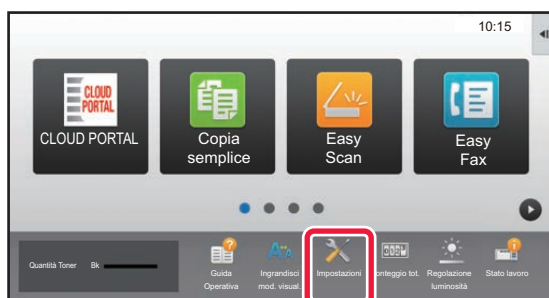 10:15
CLOUD
PORTAL
CLOUD PORTAL
Copia
semplice
Easy
Scan
Easy
Fax
Quantità Toner Bk
Guida
Operativa
Ingrandisci
mod. visual.
Impostazioni
onteggio tot.
Regolazione
luminosità
Stato lavoro